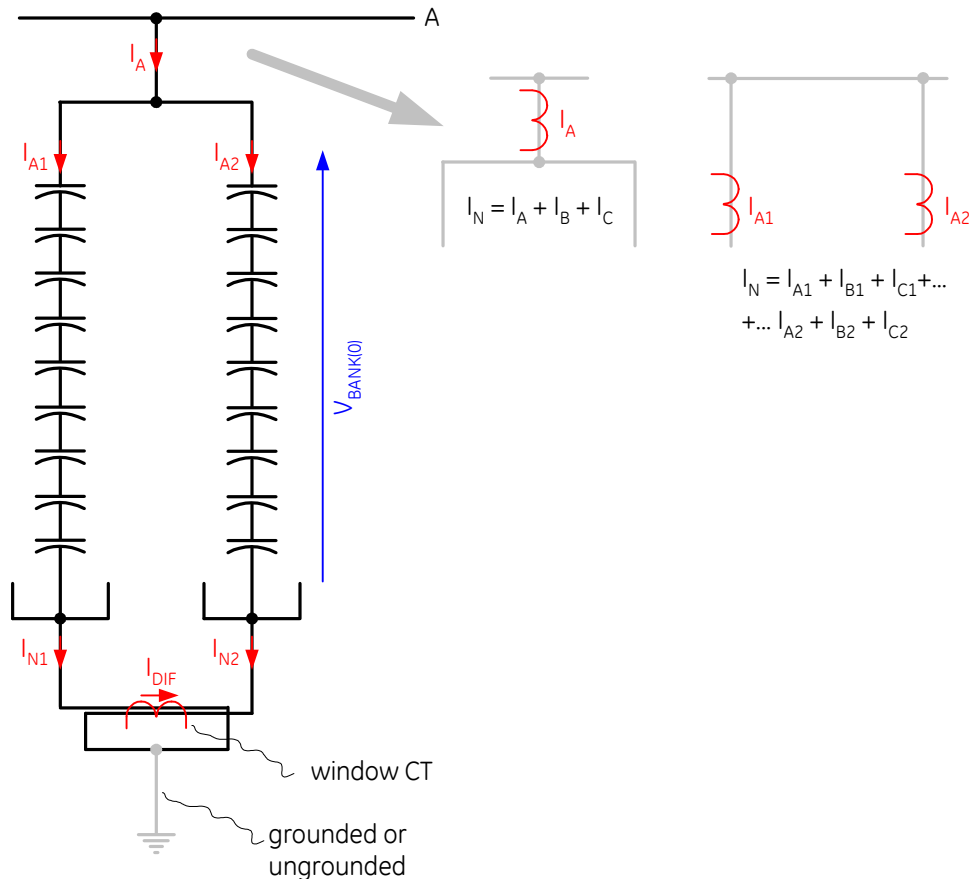 A
I_A
I_A1
I_A2
V_BANK(0)
I_N1
I_N2
I_DIF
window CT
grounded or
ungrounded
I_A
I_N = I_A + I_B + I_C
I_A1
I_A2
I_N = I_A1 + I_B1 + I_C1 +...
+... I_A2 + I_B2 + I_C2